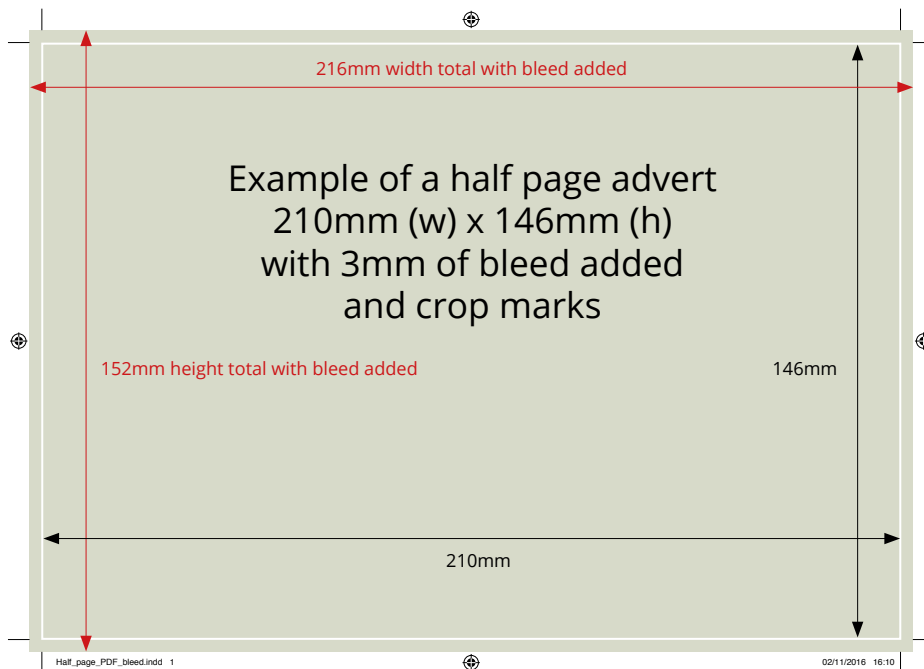 216mm width total with bleed added
Example of a half page advert
210mm (w) x 146mm (h)
with 3mm of bleed added
and crop marks
152mm height total with bleed added
146mm
210mm
Half_page_PDF_bleed.indd 1
02/11/2016 16:10